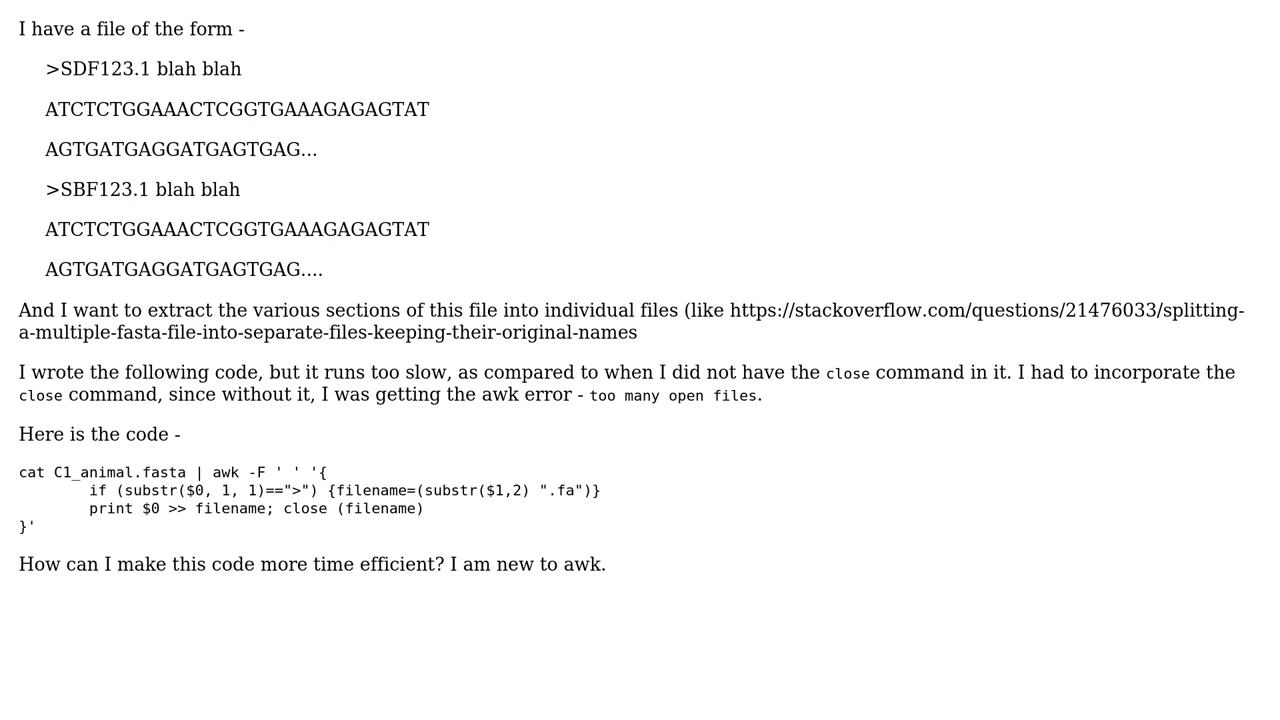 I have a file of the form -
>SDF123.1 blah blah
ATCTCTGGAAACTCGGTGAAAGAGAGTAT
AGTGATGAGGATGAGTGAG...
>SBF123.1 blah blah
ATCTCTGGAAACTCGGTGAAAGAGAGTAT
AGTGATGAGGATGAGTGAG....
And I want to extract the various sections of this file into individual files (like https://stackoverflow.com/questions/21476033/splitting-
a-multiple-fasta-file-into-separate-files-keeping-their-original-names
I wrote the following code, but it runs too slow, as compared to when I did not have the close command in it. I had to incorporate the
close command, since without it, I was getting the awk error - too many open files.
Here is the code -
cat C1_animal.fasta | awk -F ' ' '{
        if (substr($0, 1, 1)==">") {filename=(substr($1,2) ".fa")}
        print $0 >> filename; close (filename)
}'
How can I make this code more time efficient? I am new to awk.